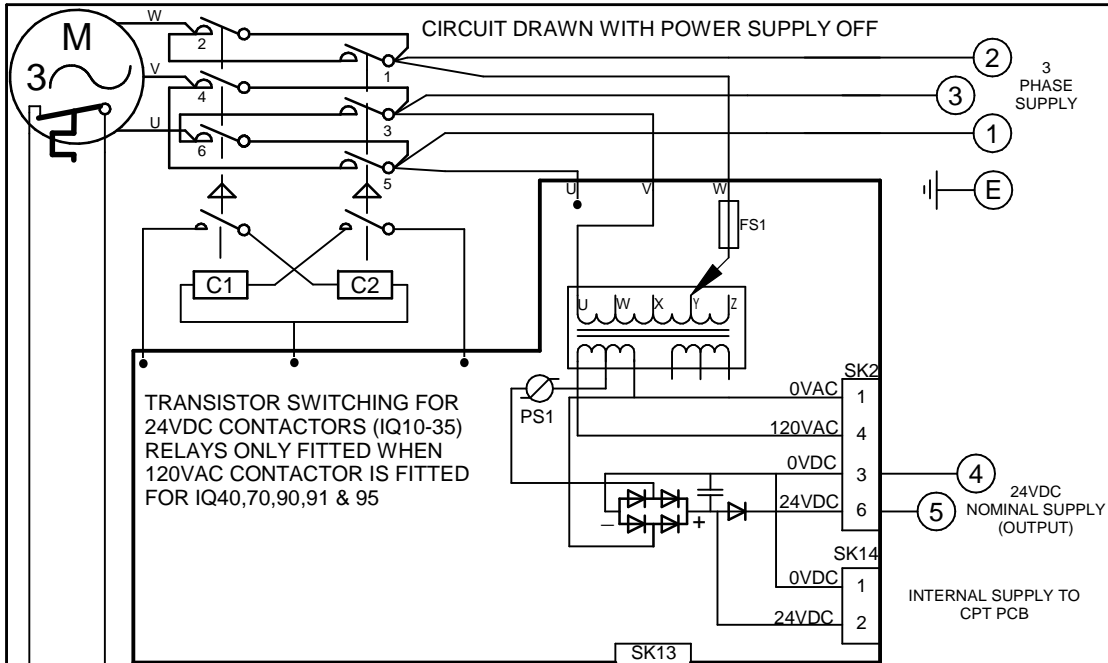 CIRCUIT DRAWN WITH POWER SUPPLY OFF
W
M
3
V
U
2
1
4
3
6
5
2
3
1
E
3
PHASE
SUPPLY
U
V
W
FS1
C1
C2
U
W
X
Y
Z
TRANSISTOR SWITCHING FOR
24VDC CONTACTORS (IQ10-35)
RELAYS ONLY FITTED WHEN
120VAC CONTACTOR IS FITTED
FOR IQ40,70,90,91 & 95
PS1
SK2
0VAC
1
120VAC
4
0VDC
3
24VDC
6
4
5
24VDC
NOMINAL SUPPLY
(OUTPUT)
–
+
SK14
0VDC
1
24VDC
2
INTERNAL SUPPLY TO
CPT PCB
SK13